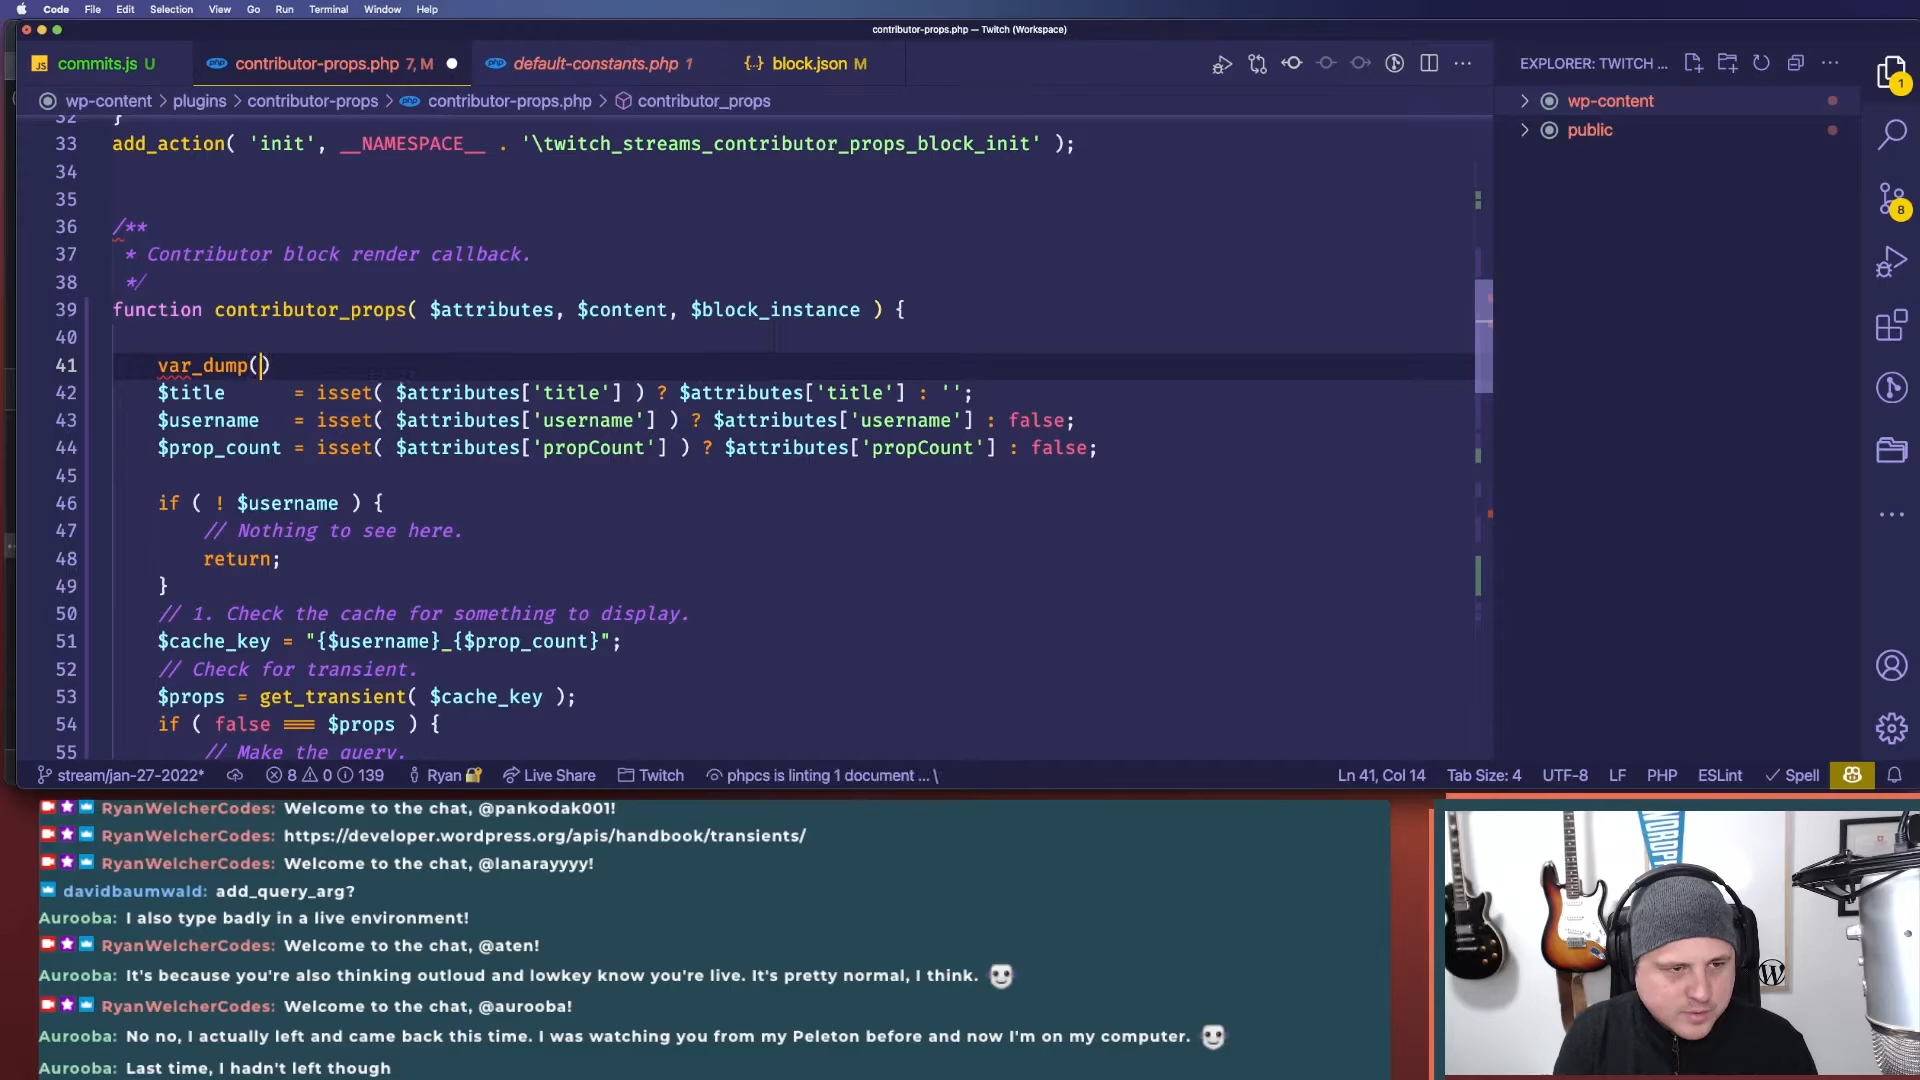 Code File Edit Selection View Go Run Terminal Window Help
contributor-props.php — Twitch (Workspace)
JS commits.js U
php contributor-props.php 7, M
php default-constants.php 1
{..} block.json M
EXPLORER: TWITCH ...
wp-content > plugins > contributor-props > php contributor-props.php > contributor_props
wp-content
public
1
8
32 }
33 add_action( 'init', __NAMESPACE__ . '\twitch_streams_contributor_props_block_init' );
34
35
36 /**
37 * Contributor block render callback.
38 */
39 function contributor_props( $attributes, $content, $block_instance ) {
40
41 var_dump()
42 $title = isset( $attributes['title'] ) ? $attributes['title'] : '';
43 $username = isset( $attributes['username'] ) ? $attributes['username'] : false;
44 $prop_count = isset( $attributes['propCount'] ) ? $attributes['propCount'] : false;
45
46 if ( ! $username ) {
47 // Nothing to see here.
48 return;
49 }
50 // 1. Check the cache for something to display.
51 $cache_key = "{$username}_{$prop_count}";
52 // Check for transient.
53 $props = get_transient( $cache_key );
54 if ( false === $props ) {
55 // Make the query.
stream/jan-27-2022* 8 0 139 Ryan Live Share Twitch phpcs is linting 1 document ... \ Ln 41, Col 14 Tab Size: 4 UTF-8 LF PHP ESLint Spell
RyanWelcherCodes: Welcome to the chat, @pankodak001!
RyanWelcherCodes: https://developer.wordpress.org/apis/handbook/transients/
RyanWelcherCodes: Welcome to the chat, @lanarayyyy!
davidbaumwald: add_query_arg?
Aurooba: I also type badly in a live environment!
RyanWelcherCodes: Welcome to the chat, @aten!
Aurooba: It's because you're also thinking outloud and lowkey know you're live. It's pretty normal, I think.
RyanWelcherCodes: Welcome to the chat, @aurooba!
Aurooba: No no, I actually left and came back this time. I was watching you from my Peleton before and now I'm on my computer.
Aurooba: Last time, I hadn't left though